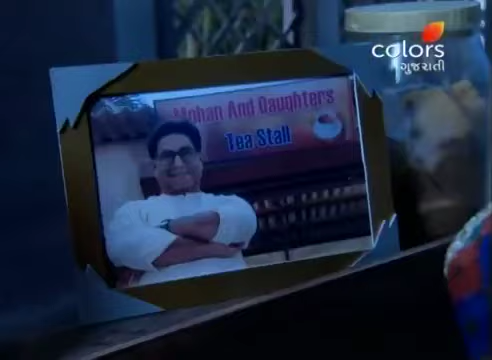 colors
ગુજરાતી
Mohan And Daughters
Tea Stall